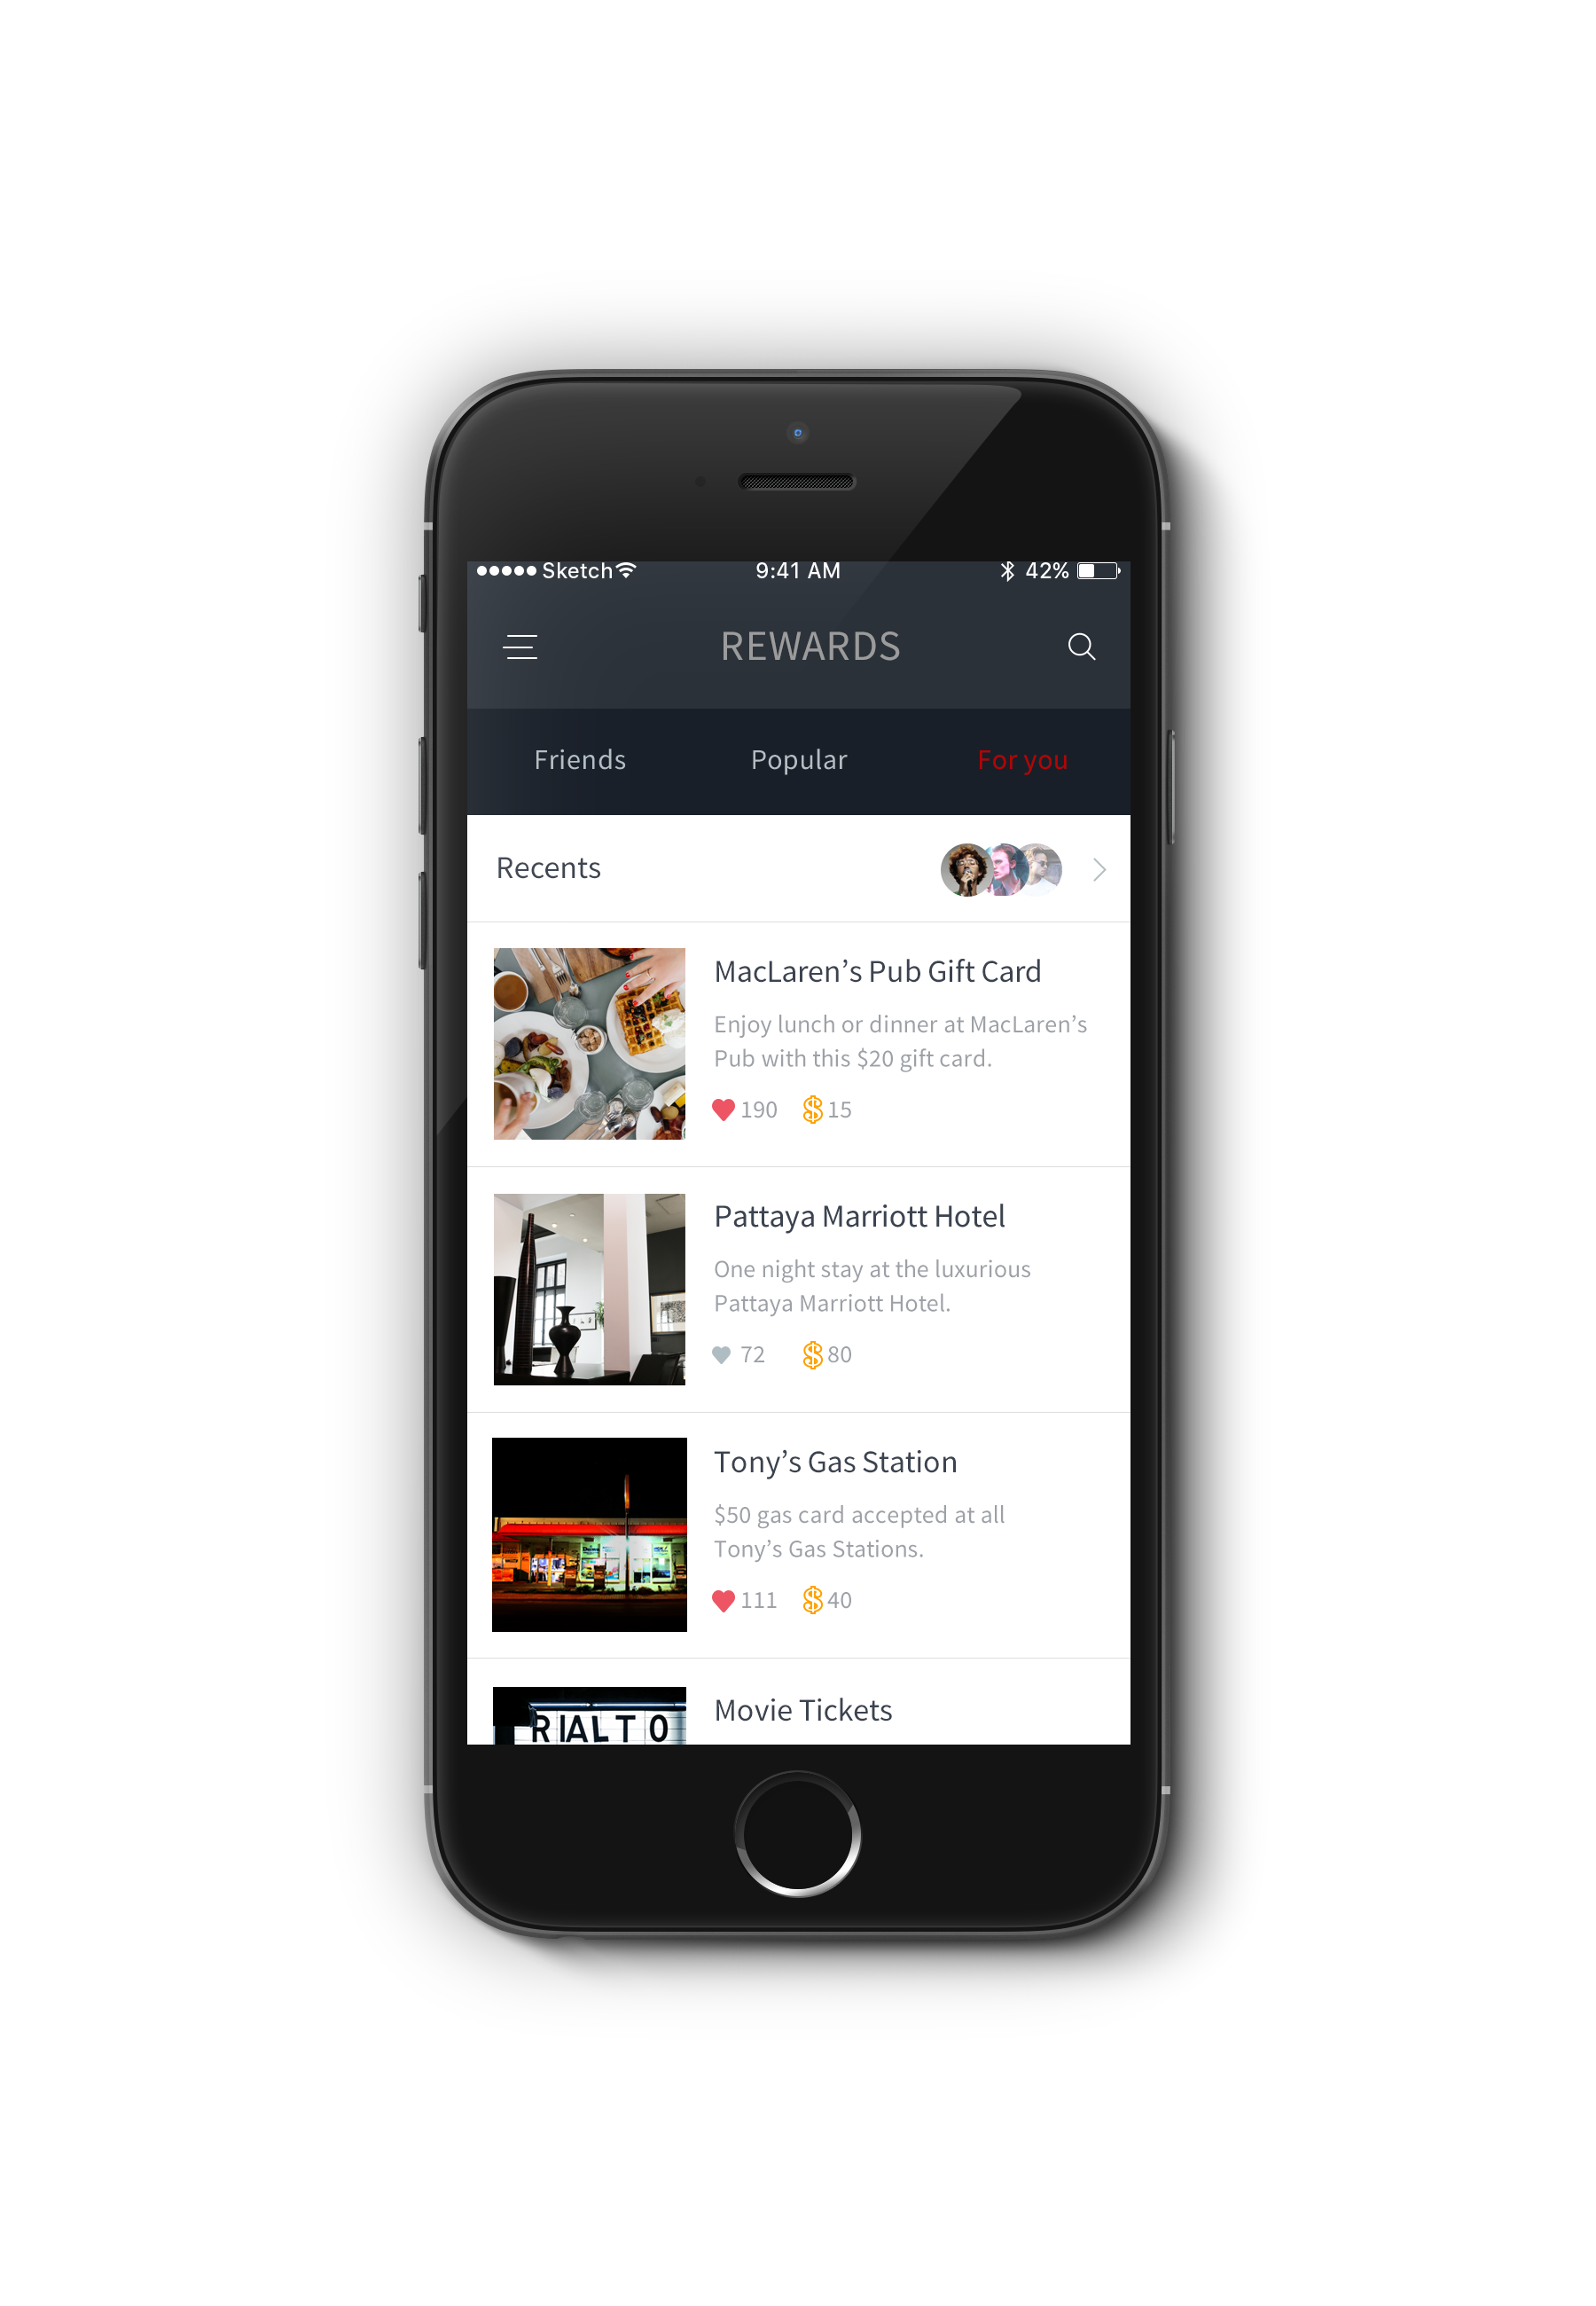 Sketch 9:41 AM 42%
REWARDS
Friends Popular For you
Recents
MacLaren’s Pub Gift Card
Enjoy lunch or dinner at MacLaren’s
Pub with this $20 gift card.
190 $15
Pattaya Marriott Hotel
One night stay at the luxurious
Pattaya Marriott Hotel.
72 $80
Tony’s Gas Station
$50 gas card accepted at all
Tony’s Gas Stations.
111 $40
Movie Tickets
RIALTO